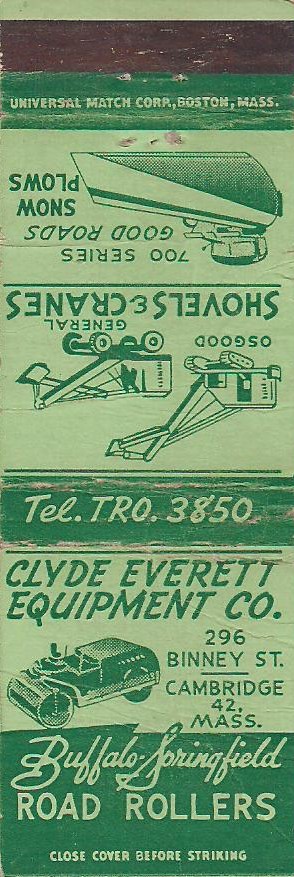 UNIVERSAL MATCH CORP., BOSTON, MASS.
700 SERIES
GOOD ROADS
SNOW
PLOWS
OSGOOD
GENERAL
SHOVELS & CRANES
Tel. TRO. 3850
CLYDE EVERETT
EQUIPMENT CO.
296
BINNEY ST.
CAMBRIDGE
42,
MASS.
Buffalo-Springfield
ROAD ROLLERS
CLOSE COVER BEFORE STRIKING